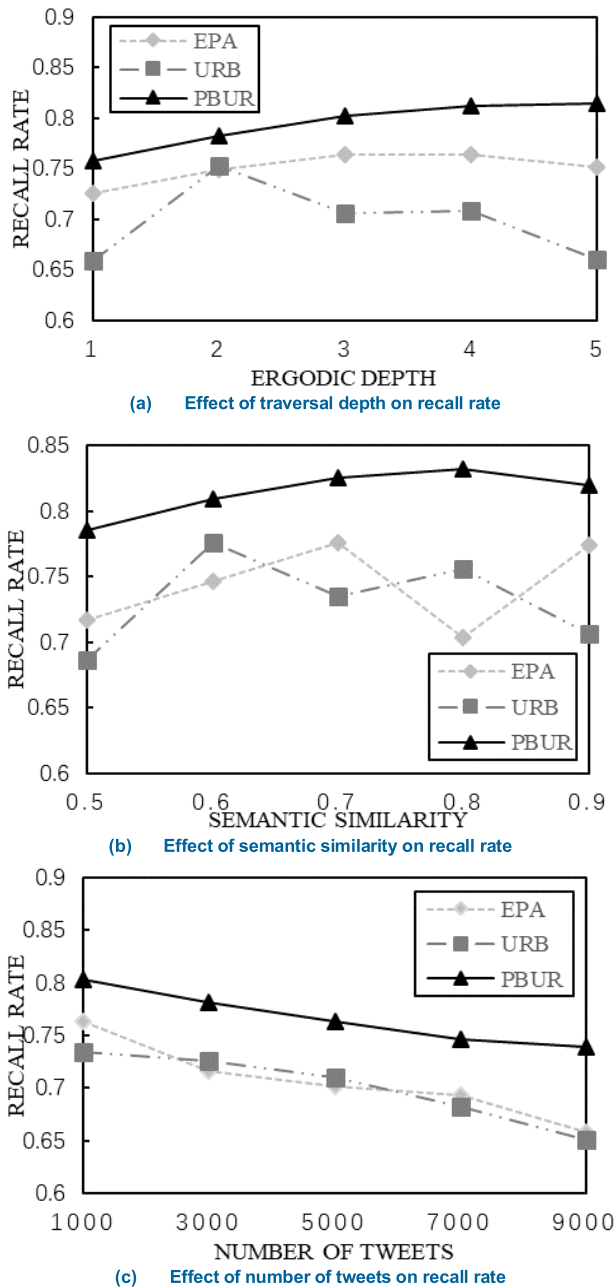 0.9
EPA
0.85
URB
PBUR
0.8
0.75
0.7
0.65
0.6
RECALL RATE
1 2 3 4 5
ERGODIC DEPTH
(a) Effect of traversal depth on recall rate
0.85
0.8
0.75
0.7
0.65
0.6
RECALL RATE
EPA
URB
PBUR
0.5 0.6 0.7 0.8 0.9
SEMANTIC SIMILARITY
(b) Effect of semantic similarity on recall rate
0.9
0.85
0.8
0.75
0.7
0.65
0.6
RECALL RATE
EPA
URB
PBUR
1000 3000 5000 7000 9000
NUMBER OF TWEETS
(c) Effect of number of tweets on recall rate